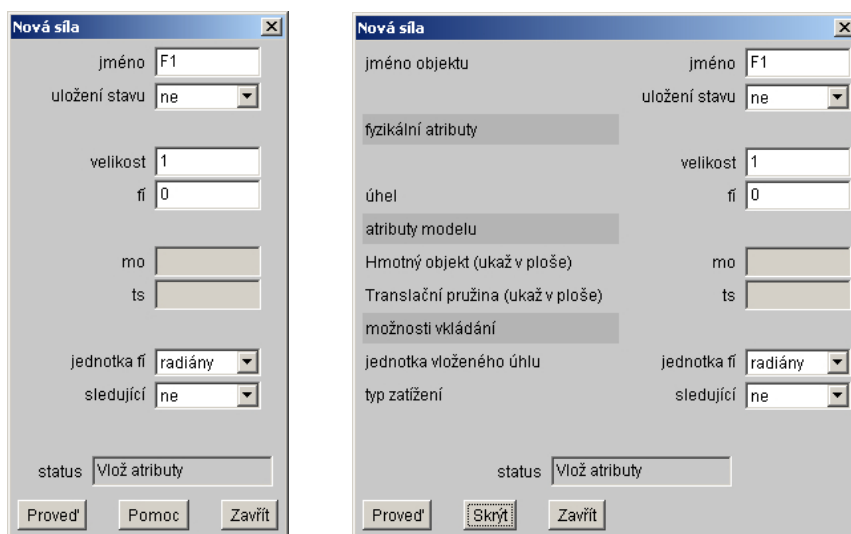 Nová síla
jméno F1
uložení stavu ne
velikost 1
fí 0
mo
ts
jednotka fí radiány
sledující ne
status Vlož atributy
Proveď Pomoc Zavřít
Nová síla
jméno objektu jméno F1
uložení stavu ne
fyzikální atributy
velikost 1
úhel fí 0
atributy modelu
Hmotný objekt (ukaž v ploše) mo
Translační pružina (ukaž v ploše) ts
možnosti vkládání
jednotka vloženého úhlu jednotka fí radiány
typ zatížení sledující ne
status Vlož atributy
Proveď Skrýt Zavřít